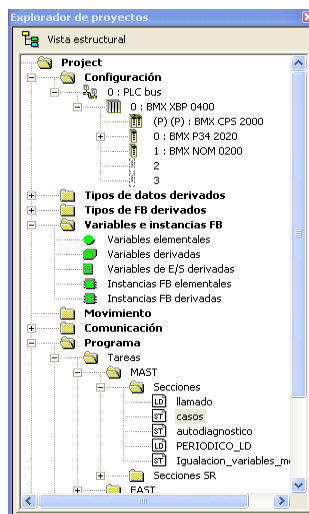 Explorador de proyectos
Vista estructural
Project
Configuración
0 : PLC bus
0 : BMX XBP 0400
(P) (P) : BMX CPS 2000
0 : BMX P34 2020
1 : BMX NOM 0200
2
3
Tipos de datos derivados
Tipos de FB derivados
Variables e instancias FB
Variables elementales
Variables derivadas
Variables de E/S derivadas
Instancias FB elementales
Instancias FB derivadas
Movimiento
Comunicación
Programa
Tareas
MAST
Secciones
LD llamado
ST casos
ST autodiagnostico
LD PERIODICO_LD
ST Igualacion_variables_m
Secciones SR
FAST